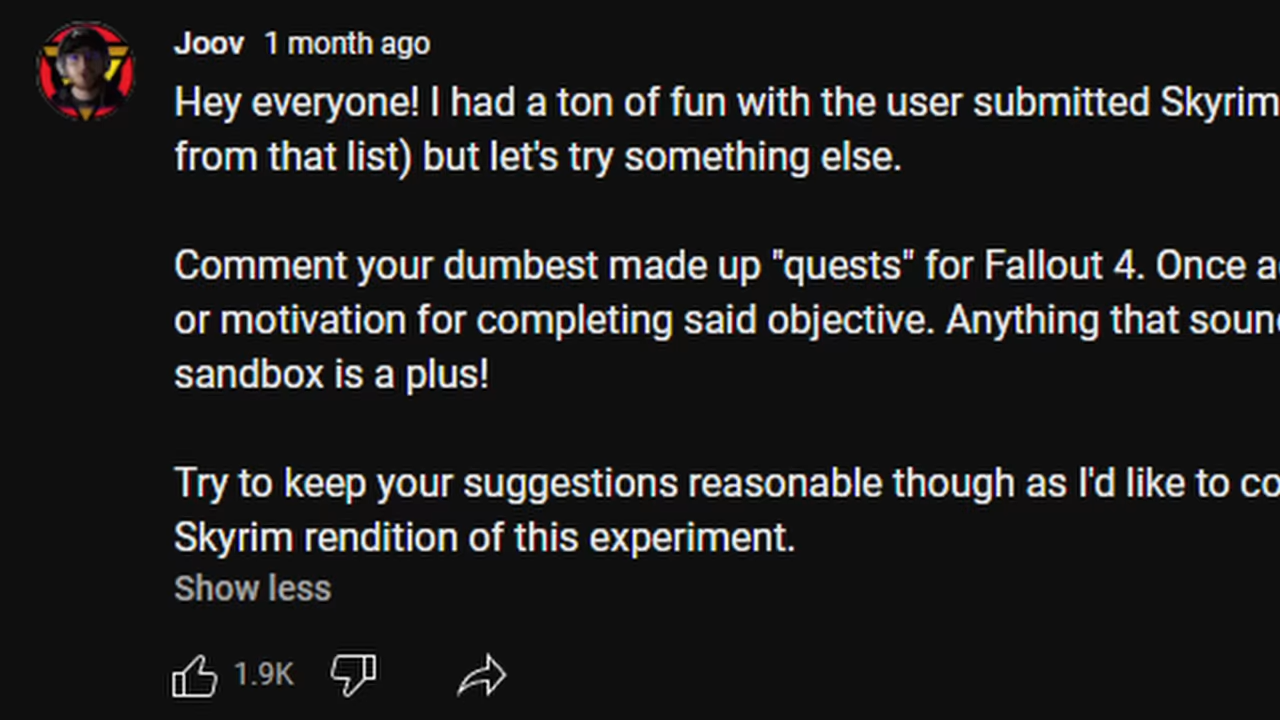 Joov 1 month ago
Hey everyone! I had a ton of fun with the user submitted Skyrim
from that list) but let's try something else.
Comment your dumbest made up "quests" for Fallout 4. Once
or motivation for completing said objective. Anything that
sandbox is a plus!
Try to keep your suggestions reasonable though as I'd like to
Skyrim rendition of this experiment.
Show less
1.9K